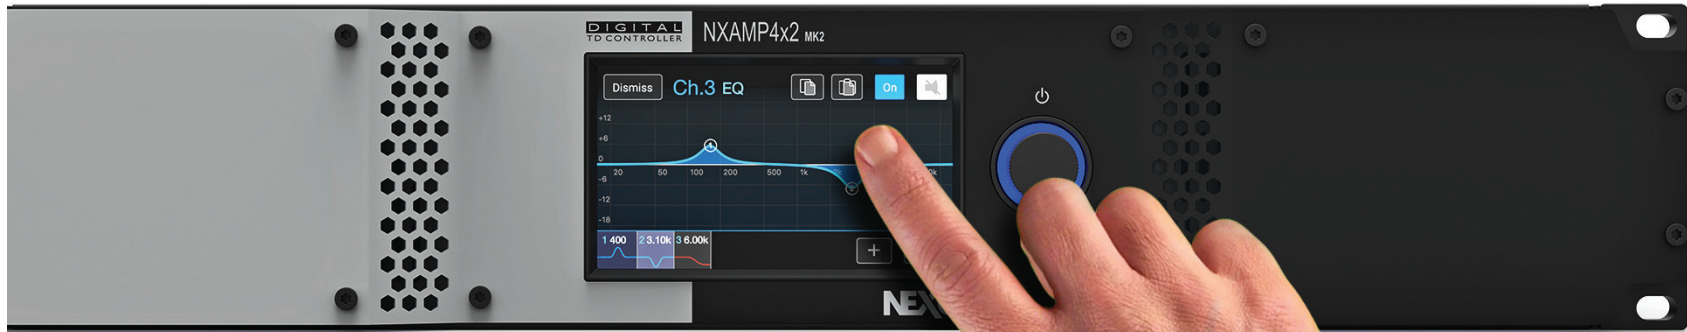 DIGITAL
TD CONTROLLER
NXAMP4x2 MK2
Dismiss
Ch.3 EQ
On
+12
+6
0
20 50 100 200 500 1k 2k
-6
-12
-18
1 400
2 3.10k
3 6.00k
+